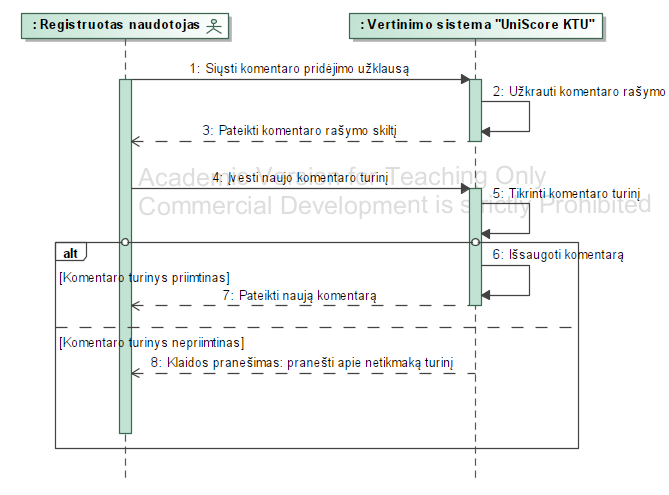 : Registruotas naudotojas
: Vertinimo sistema "UniScore KTU"
1: Siųsti komentaro pridėjimo užklausą
2: Užkrauti komentaro rašymo
3: Pateikti komentaro rašymo skiltį
Academic Version for Teaching Only
4: Įvesti naujo komentaro turinį
5: Tikrinti komentaro turinį
Commercial Development is strictly Prohibited
alt
6: Išsaugoti komentarą
[Komentaro turinys priimtinas]
7: Pateikti naują komentarą
[Komentaro turinys nepriimtinas]
8: Klaidos pranešimas: pranešti apie netikmaką turinį